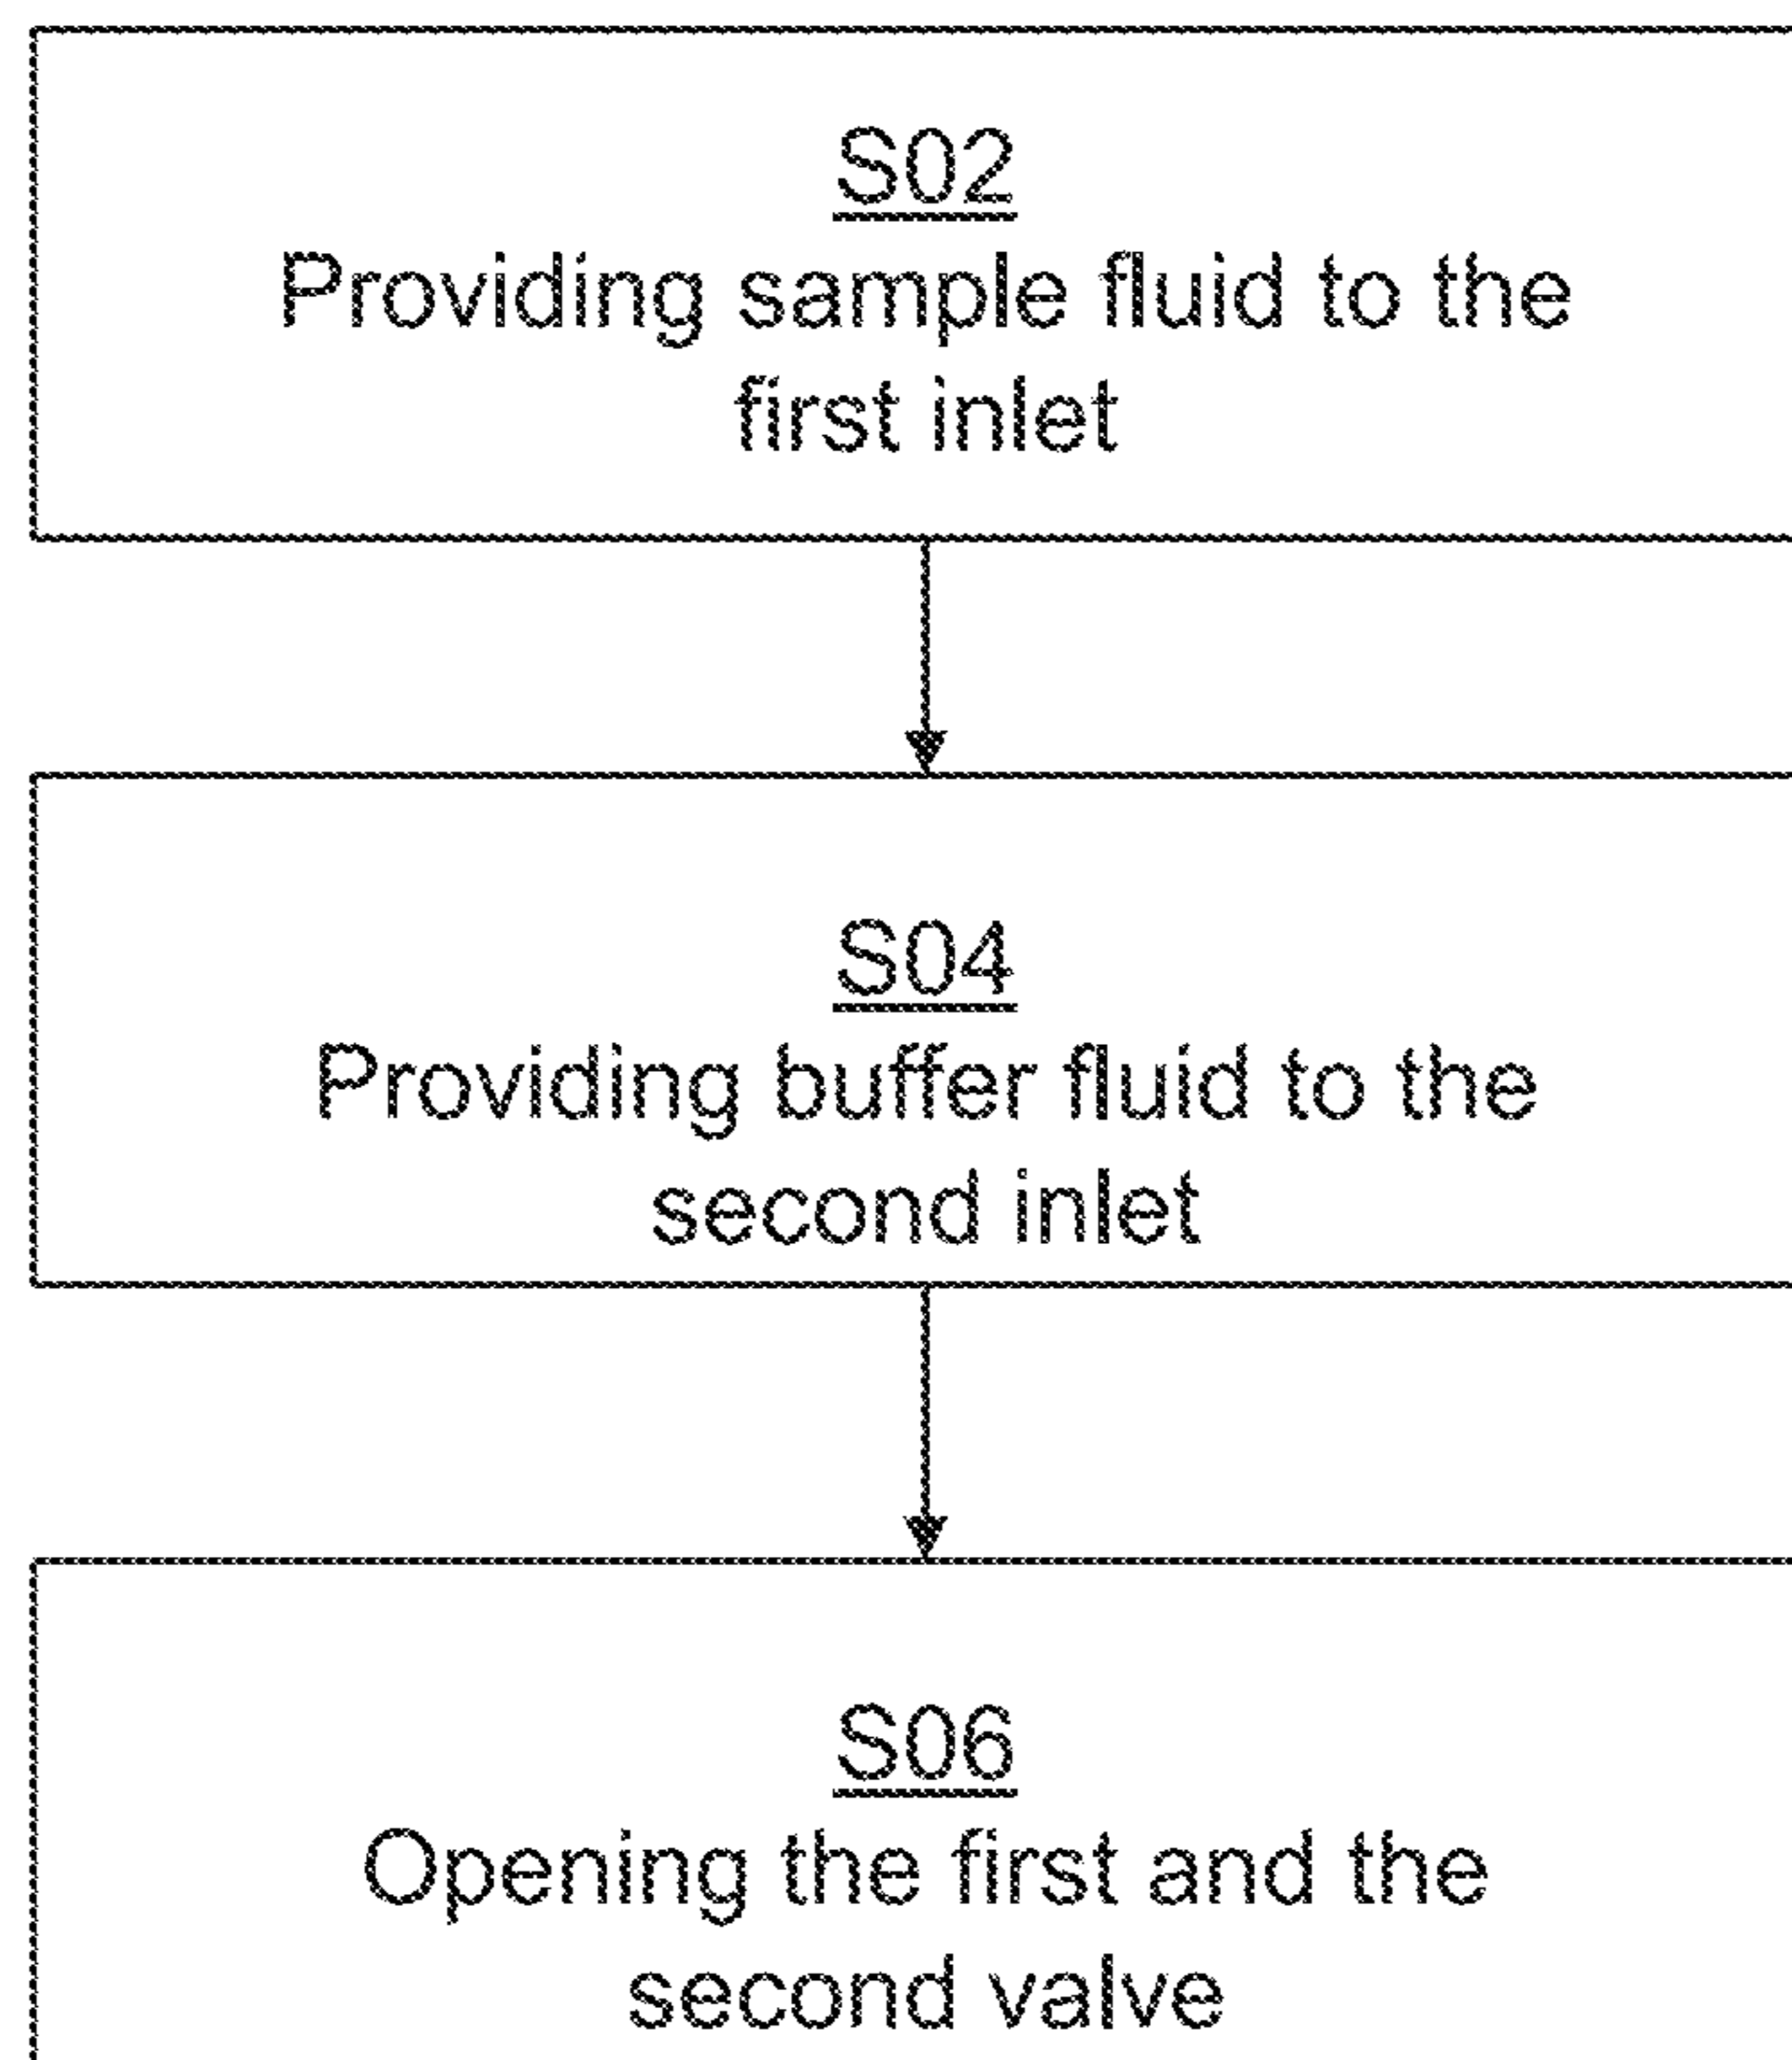 S02
Providing sample fluid to the
first inlet
S04
Providing buffer fluid to the
second inlet
S06
Opening the first and the
second valve